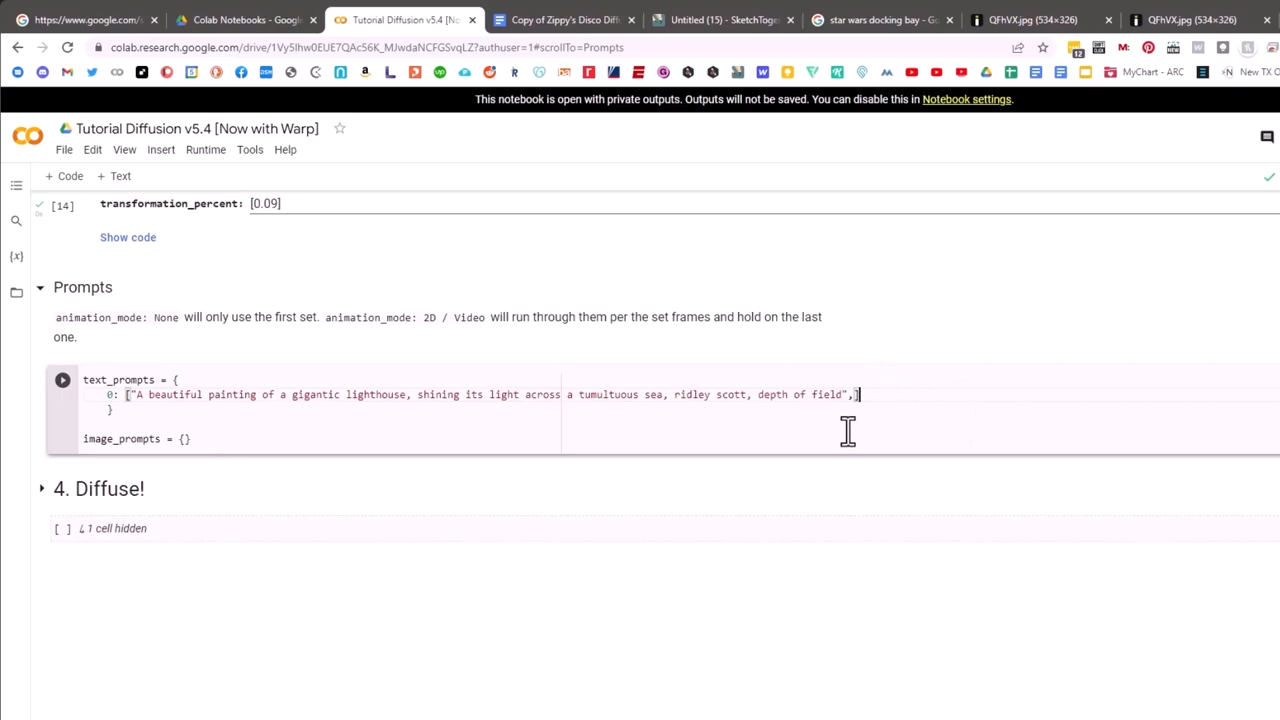 https://www.google.com/s
Colab Notebooks - Google
Tutorial Diffusion v5.4 [No
Copy of Zippy's Disco Diff
Untitled (15) - SketchToge
star wars docking bay - Go
QFhVX.jpg (534×326)
QFhVX.jpg (534×326)
colab.research.google.com/drive/1Vy5Ihw0EUE7QAc56K_MJwdaNCFGSvqLZ?authuser=1#scrollTo=Prompts
12
MyChart - ARC
New TX O
This notebook is open with private outputs. Outputs will not be saved. You can disable this in Notebook settings.
Tutorial Diffusion v5.4 [Now with Warp]
File Edit View Insert Runtime Tools Help
+ Code + Text
[14] transformation_percent: [0.09]
0s
Show code
Prompts
animation_mode: None will only use the first set. animation_mode: 2D / Video will run through them per the set frames and hold on the last
one.
text_prompts = {
0: ["A beautiful painting of a gigantic lighthouse, shining its light across a tumultuous sea, ridley scott, depth of field",]
}
image_prompts = {}
4. Diffuse!
[ ] ↳ 1 cell hidden